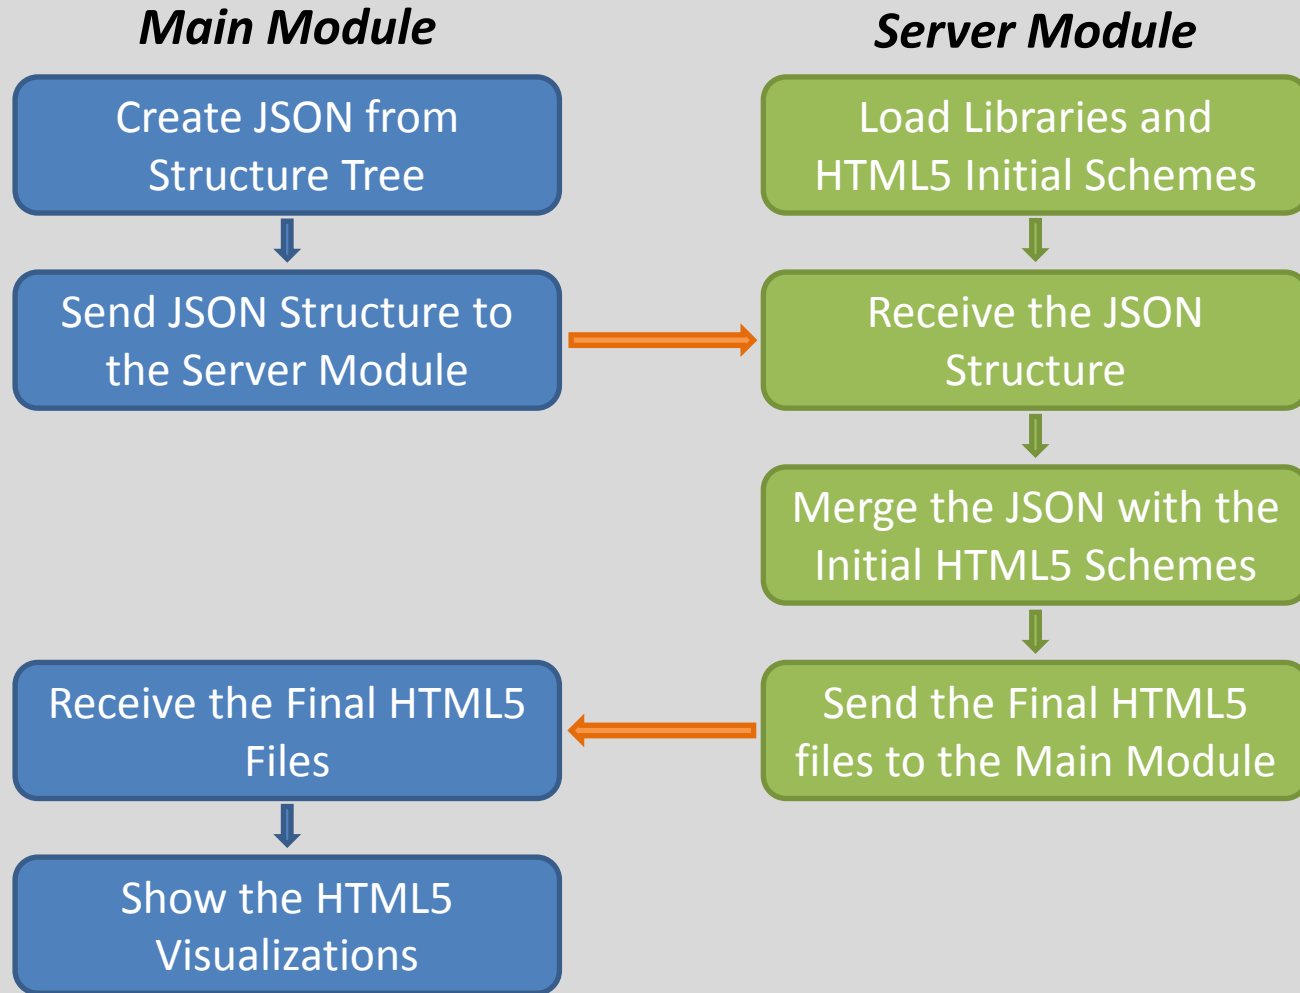 Main Module
Server Module
Create JSON from
Structure Tree
Load Libraries and
HTML5 Initial Schemes
Send JSON Structure to
the Server Module
Receive the JSON
Structure
Merge the JSON with the
Initial HTML5 Schemes
Receive the Final HTML5
Files
Send the Final HTML5
files to the Main Module
Show the HTML5
Visualizations